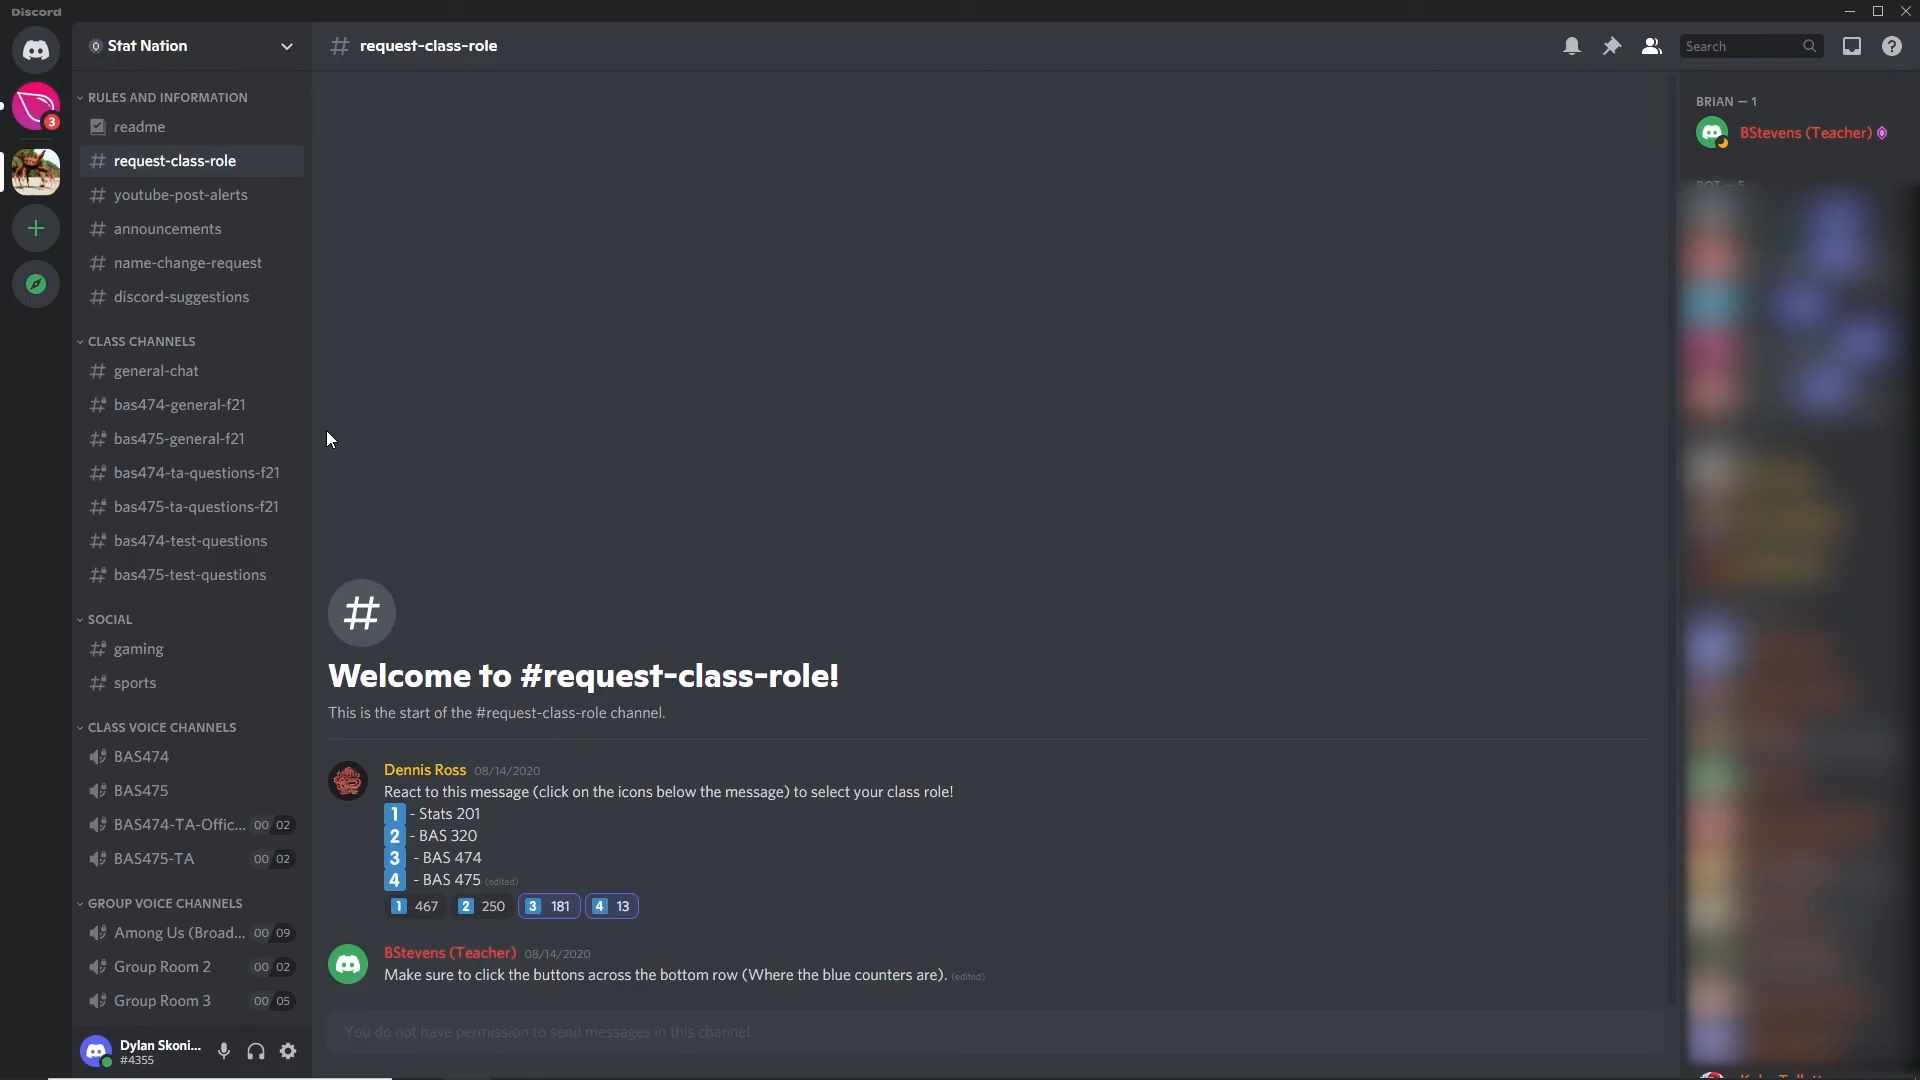 Discord
Stat Nation
# request-class-role
Search
RULES AND INFORMATION
readme
request-class-role
youtube-post-alerts
announcements
name-change-request
discord-suggestions
CLASS CHANNELS
general-chat
bas474-general-f21
bas475-general-f21
bas474-ta-questions-f21
bas475-ta-questions-f21
bas474-test-questions
bas475-test-questions
SOCIAL
gaming
sports
CLASS VOICE CHANNELS
BAS474
BAS475
BAS474-TA-Offic... 00 02
BAS475-TA 00 02
GROUP VOICE CHANNELS
Among Us (Broad... 00 09
Group Room 2 00 02
Group Room 3 00 05
Dylan Skoni...
#4355
3
Welcome to #request-class-role!
This is the start of the #request-class-role channel.
Dennis Ross 08/14/2020
React to this message (click on the icons below the message) to select your class role!
1 - Stats 201
2 - BAS 320
3 - BAS 474
4 - BAS 475 (edited)
1 467 2 250 3 181 4 13
BStevens (Teacher) 08/14/2020
Make sure to click the buttons across the bottom row (Where the blue counters are). (edited)
You do not have permission to send messages in this channel.
BRIAN — 1
BStevens (Teacher)